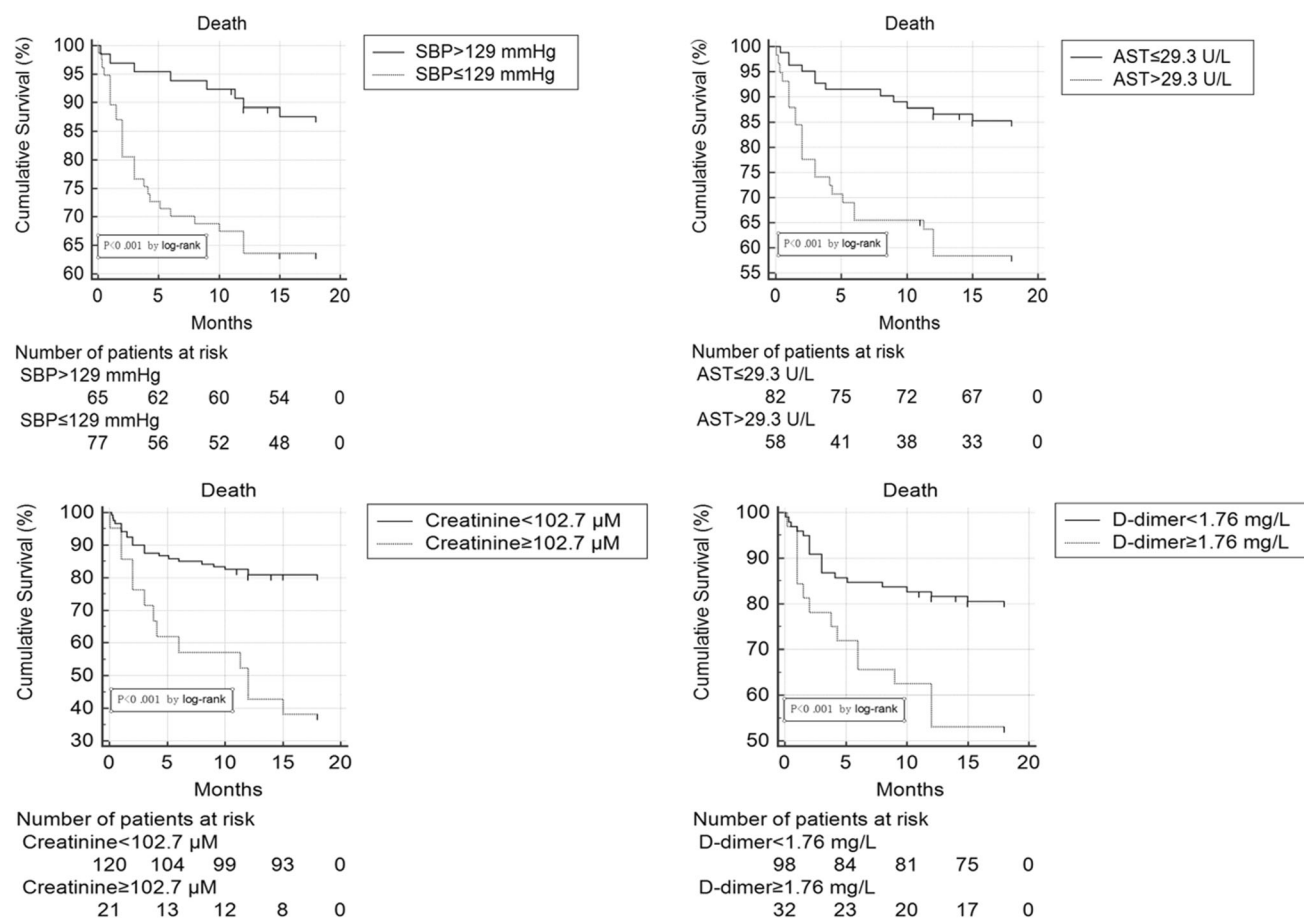 Death
Cumulative Survival (%)
100
95
90
85
80
75
70
65
60
P<0 .001 by log-rank
0 5 10 15 20
Months
SBP>129 mmHg
SBP≤129 mmHg
Number of patients at risk
SBP>129 mmHg
65 62 60 54 0
SBP≤129 mmHg
77 56 52 48 0
Death
Cumulative Survival (%)
100
95
90
85
80
75
70
65
60
55
P<0 .001 by log-rank
0 5 10 15 20
Months
AST≤29.3 U/L
AST>29.3 U/L
Number of patients at risk
AST≤29.3 U/L
82 75 72 67 0
AST>29.3 U/L
58 41 38 33 0
Death
Cumulative Survival (%)
100
90
80
70
60
50
40
30
P<0 .001 by log-rank
0 5 10 15 20
Months
Creatinine<102.7 µM
Creatinine≥102.7 µM
Number of patients at risk
Creatinine<102.7 µM
120 104 99 93 0
Creatinine≥102.7 µM
21 13 12 8 0
Death
Cumulative Survival (%)
100
90
80
70
60
50
P<0 .001 by log-rank
0 5 10 15 20
Months
D-dimer<1.76 mg/L
D-dimer≥1.76 mg/L
Number of patients at risk
D-dimer<1.76 mg/L
98 84 81 75 0
D-dimer≥1.76 mg/L
32 23 20 17 0